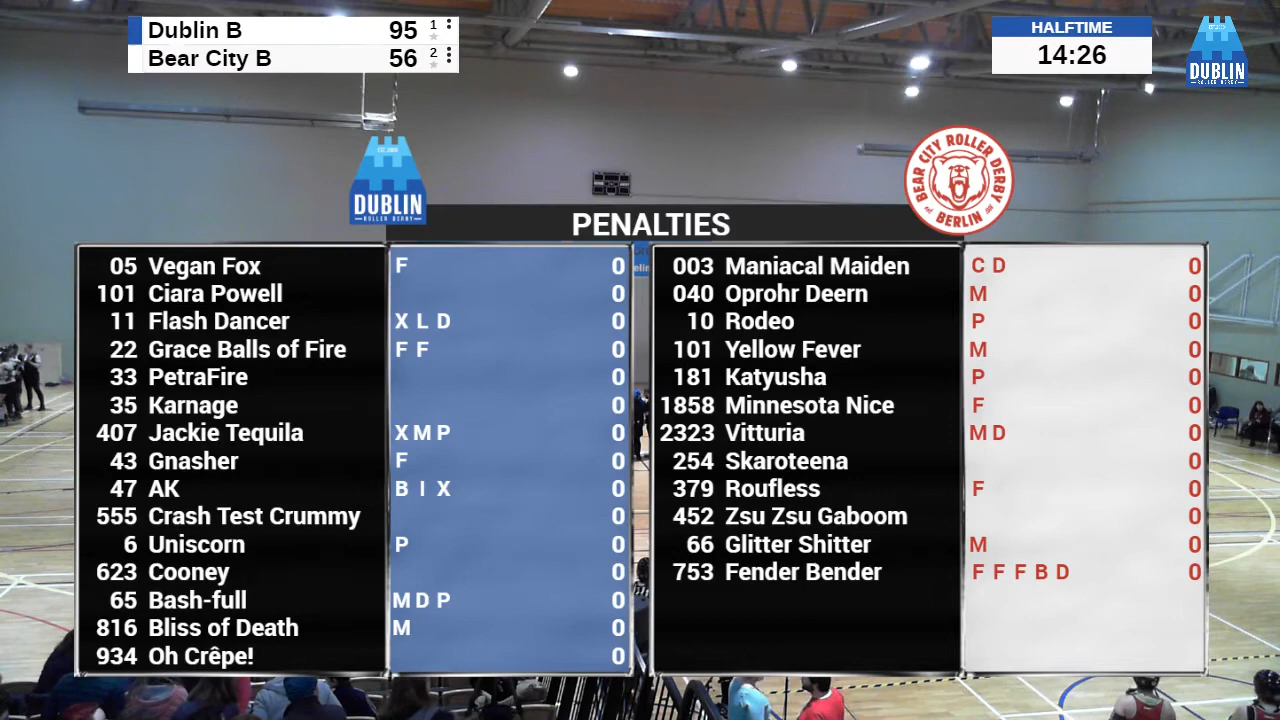 Dublin B 95 1
Bear City B 56 2
HALFTIME
14:26
DUBLIN
ROLLER DERBY
DUBLIN
ROLLER DERBY
BEAR CITY ROLLER DERBY
BERLIN
PENALTIES
05 Vegan Fox F 0
101 Ciara Powell 0
11 Flash Dancer X L D 0
22 Grace Balls of Fire F F 0
33 PetraFire 0
35 Karnage 0
407 Jackie Tequila X M P 0
43 Gnasher F 0
47 AK B I X 0
555 Crash Test Crummy 0
6 Uniscorn P 0
623 Cooney 0
65 Bash-full M D P 0
816 Bliss of Death M 0
934 Oh Crêpe! 0
003 Maniacal Maiden C D 0
040 Oprohr Deern M 0
10 Rodeo P 0
101 Yellow Fever M 0
181 Katyusha P 0
1858 Minnesota Nice F 0
2323 Vitturia M D 0
254 Skaroteena 0
379 Roufless F 0
452 Zsu Zsu Gaboom 0
66 Glitter Shitter M 0
753 Fender Bender F F F B D 0